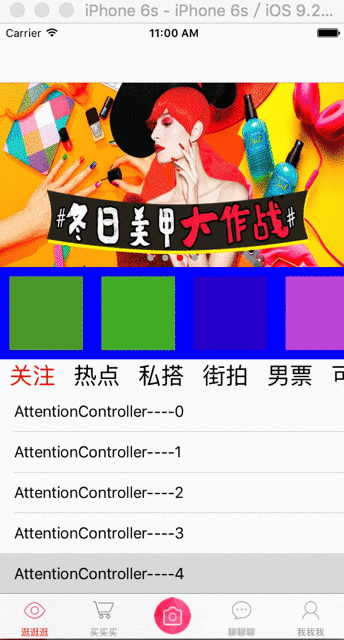 iPhone 6s - iPhone 6s / iOS 9.2...
Carrier 11:00 AM
#冬日美甲大作战#
关注 热点 私搭 街拍 男票 可
AttentionController----0
AttentionController----1
AttentionController----2
AttentionController----3
AttentionController----4
逛逛逛 买买买 聊聊聊 我我我